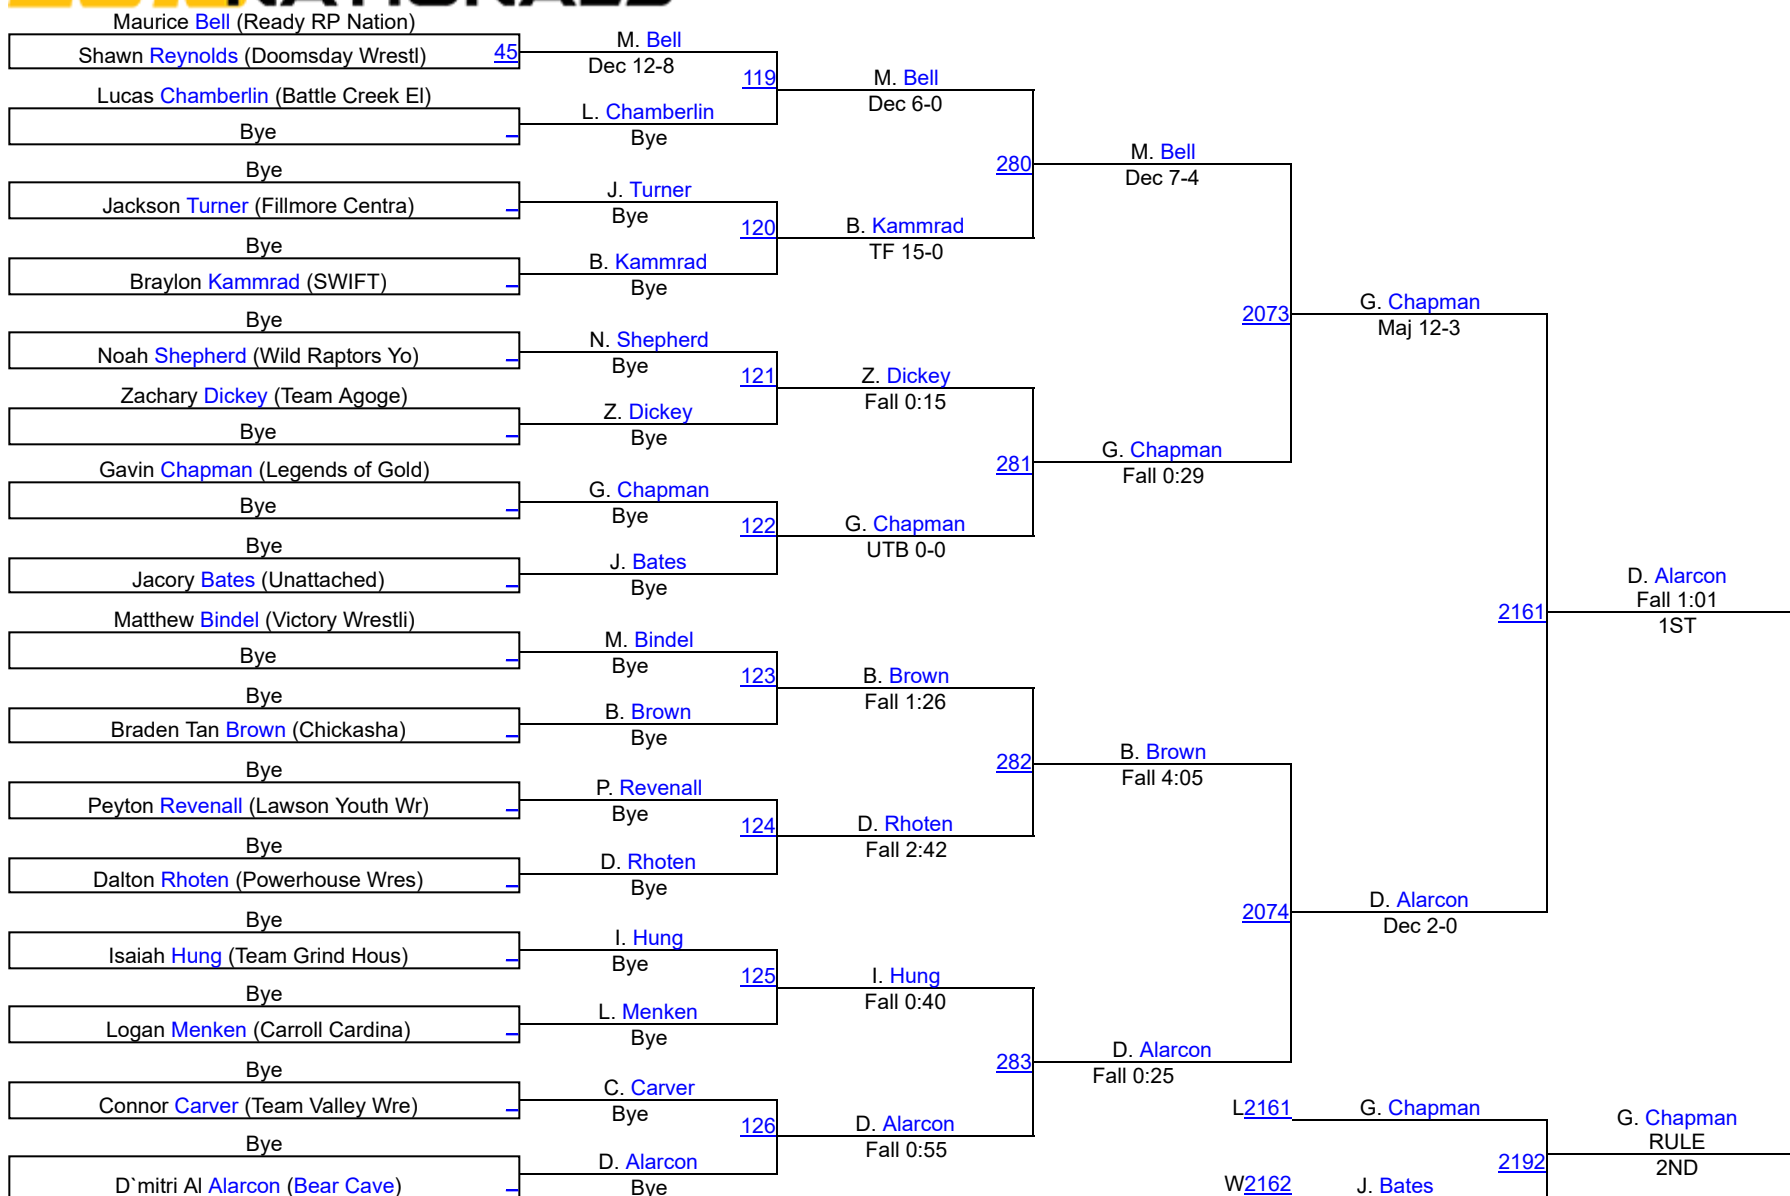 Maurice Bell (Ready RP Nation)
Shawn Reynolds (Doomsday Wrestl) 45
Lucas Chamberlin (Battle Creek El)
Bye
Bye
Jackson Turner (Fillmore Centra)
Bye
Braylon Kammrad (SWIFT)
Bye
Noah Shepherd (Wild Raptors Yo)
Zachary Dickey (Team Agoge)
Bye
Gavin Chapman (Legends of Gold)
Bye
Bye
Jacory Bates (Unattached)
Matthew Bindel (Victory Wrestli)
Bye
Bye
Braden Tan Brown (Chickasha)
Bye
Peyton Revenall (Lawson Youth Wr)
Bye
Dalton Rhoten (Powerhouse Wres)
Bye
Isaiah Hung (Team Grind Hous)
Bye
Logan Menken (Carroll Cardina)
Bye
Connor Carver (Team Valley Wre)
Bye
D`mitri Al Alarcon (Bear Cave)
M. Bell
Dec 12-8
119
L. Chamberlin
Bye
J. Turner
Bye
120
B. Kammrad
Bye
N. Shepherd
Bye
121
Z. Dickey
Bye
G. Chapman
Bye
122
J. Bates
Bye
M. Bindel
Bye
123
B. Brown
Bye
P. Revenall
Bye
124
D. Rhoten
Bye
I. Hung
Bye
125
L. Menken
Bye
C. Carver
Bye
126
D. Alarcon
Bye
M. Bell
Dec 6-0
280
B. Kammrad
TF 15-0
Z. Dickey
Fall 0:15
281
G. Chapman
UTB 0-0
B. Brown
Fall 1:26
282
D. Rhoten
Fall 2:42
I. Hung
Fall 0:40
283
D. Alarcon
Fall 0:55
M. Bell
Dec 7-4
2073
G. Chapman
Fall 0:29
B. Brown
Fall 4:05
2074
D. Alarcon
Fall 0:25
G. Chapman
Maj 12-3
2161
D. Alarcon
Dec 2-0
D. Alarcon
Fall 1:01
1ST
L2161 G. Chapman
2192
W2162 J. Bates
G. Chapman
RULE
2ND